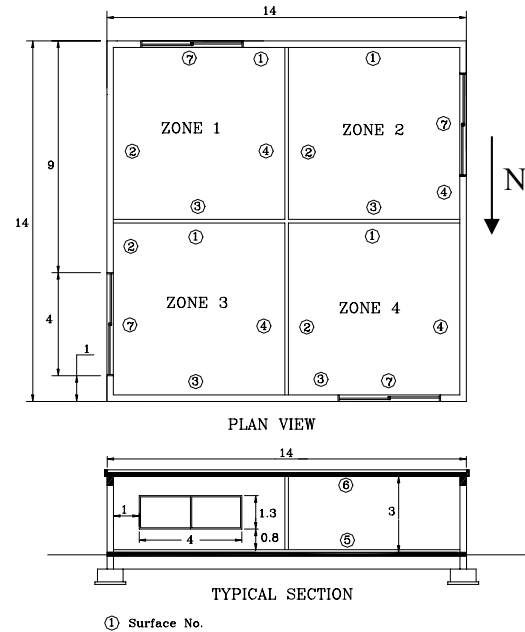 14
⑦ ① ①
ZONE 1 ZONE 2
⑦
② ④ ②
9
④
N
③ ③
14
① ①
②
ZONE 3 ZONE 4
4
⑦ ④ ② ④
1
③ ③ ⑦
PLAN VIEW
14
⑥
1 1.3 3
4 0.8 ⑤
TYPICAL SECTION
① Surface No.